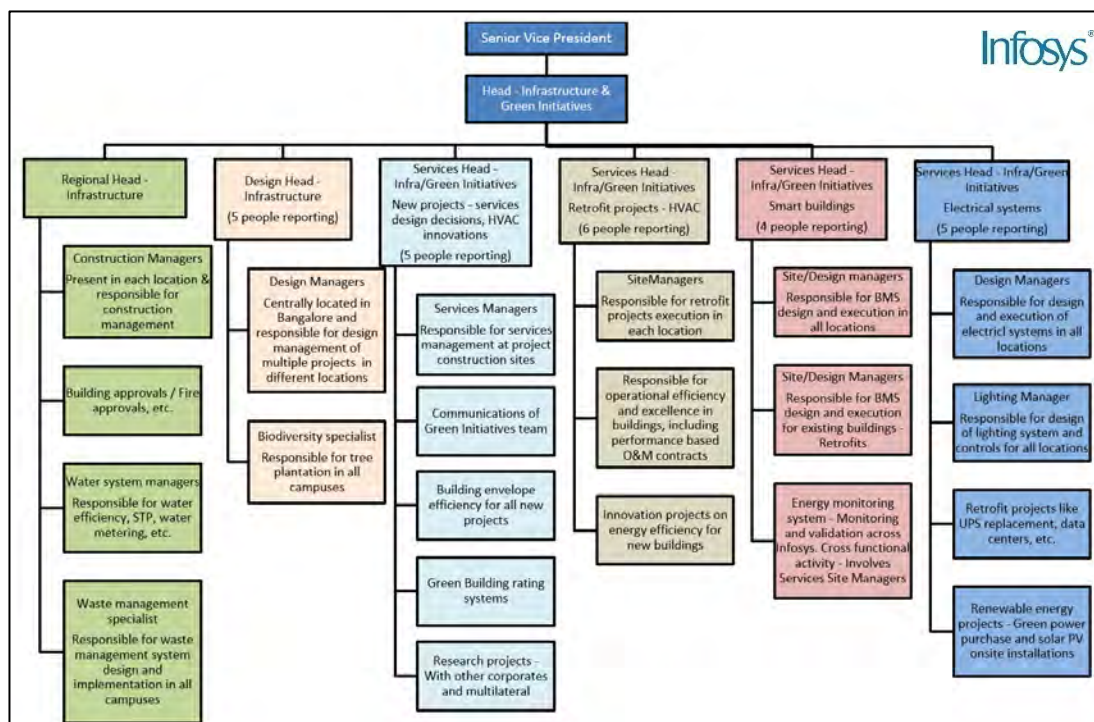 Infosys®
Senior Vice President
Head - Infrastructure &
Green Initiatives
Regional Head -
Infrastructure
Construction Managers
Present in each location &
responsible for
construction management
Building approvals / Fire
approvals, etc.
Water system managers
Responsible for water
efficiency, STP, water
metering, etc.
Waste management
specialist
Responsible for waste
management system
design and
implementation in all
campuses
Design Head -
Infrastructure
(5 people reporting)
Design Managers
Centrally located in
Bangalore and
responsible for design
management of
multiple projects in
different locations
Biodiversity specialist
Responsible for tree
plantation in all
campuses
Services Head -
Infra/Green Initiatives
New projects - services
design decisions, HVAC
innovations
(5 people reporting)
Services Managers
Responsible for services
management at project
construction sites
Communications of
Green Initiatives team
Building envelope
efficiency for all new
projects
Green Building rating
systems
Research projects -
With other corporates
and multilateral
Services Head -
Infra/Green Initiatives
Retrofit projects - HVAC
(6 people reporting)
SiteManagers
Responsible for retrofit
projects execution in
each location
Responsible for
operational efficiency
and excellence in
buildings, including
performance based
O&M contracts
Innovation projects on
energy efficiency for
new buildings
Services Head -
Infra/Green Initiatives
Smart buildings
(4 people reporting)
Site/Design managers
Responsible for BMS
design and execution in
all locations
Site/Design Managers
Responsible for BMS
design and execution
for existing buildings -
Retrofits
Energy monitoring
system - Monitoring
and validation across
Infosys. Cross functional
activity - Involves
Services Site Managers
Services Head - Infra/Green
Initiatives
Electrical systems
(5 people reporting)
Design Managers
Responsible for design
and execution of
electricl systems in all
locations
Lighting Manager
Responsible for design
of lighting system and
controls for all locations
Retrofit projects like
UPS replacement, data
centers, etc.
Renewable energy
projects - Green power
purchase and solar PV
onsite installations